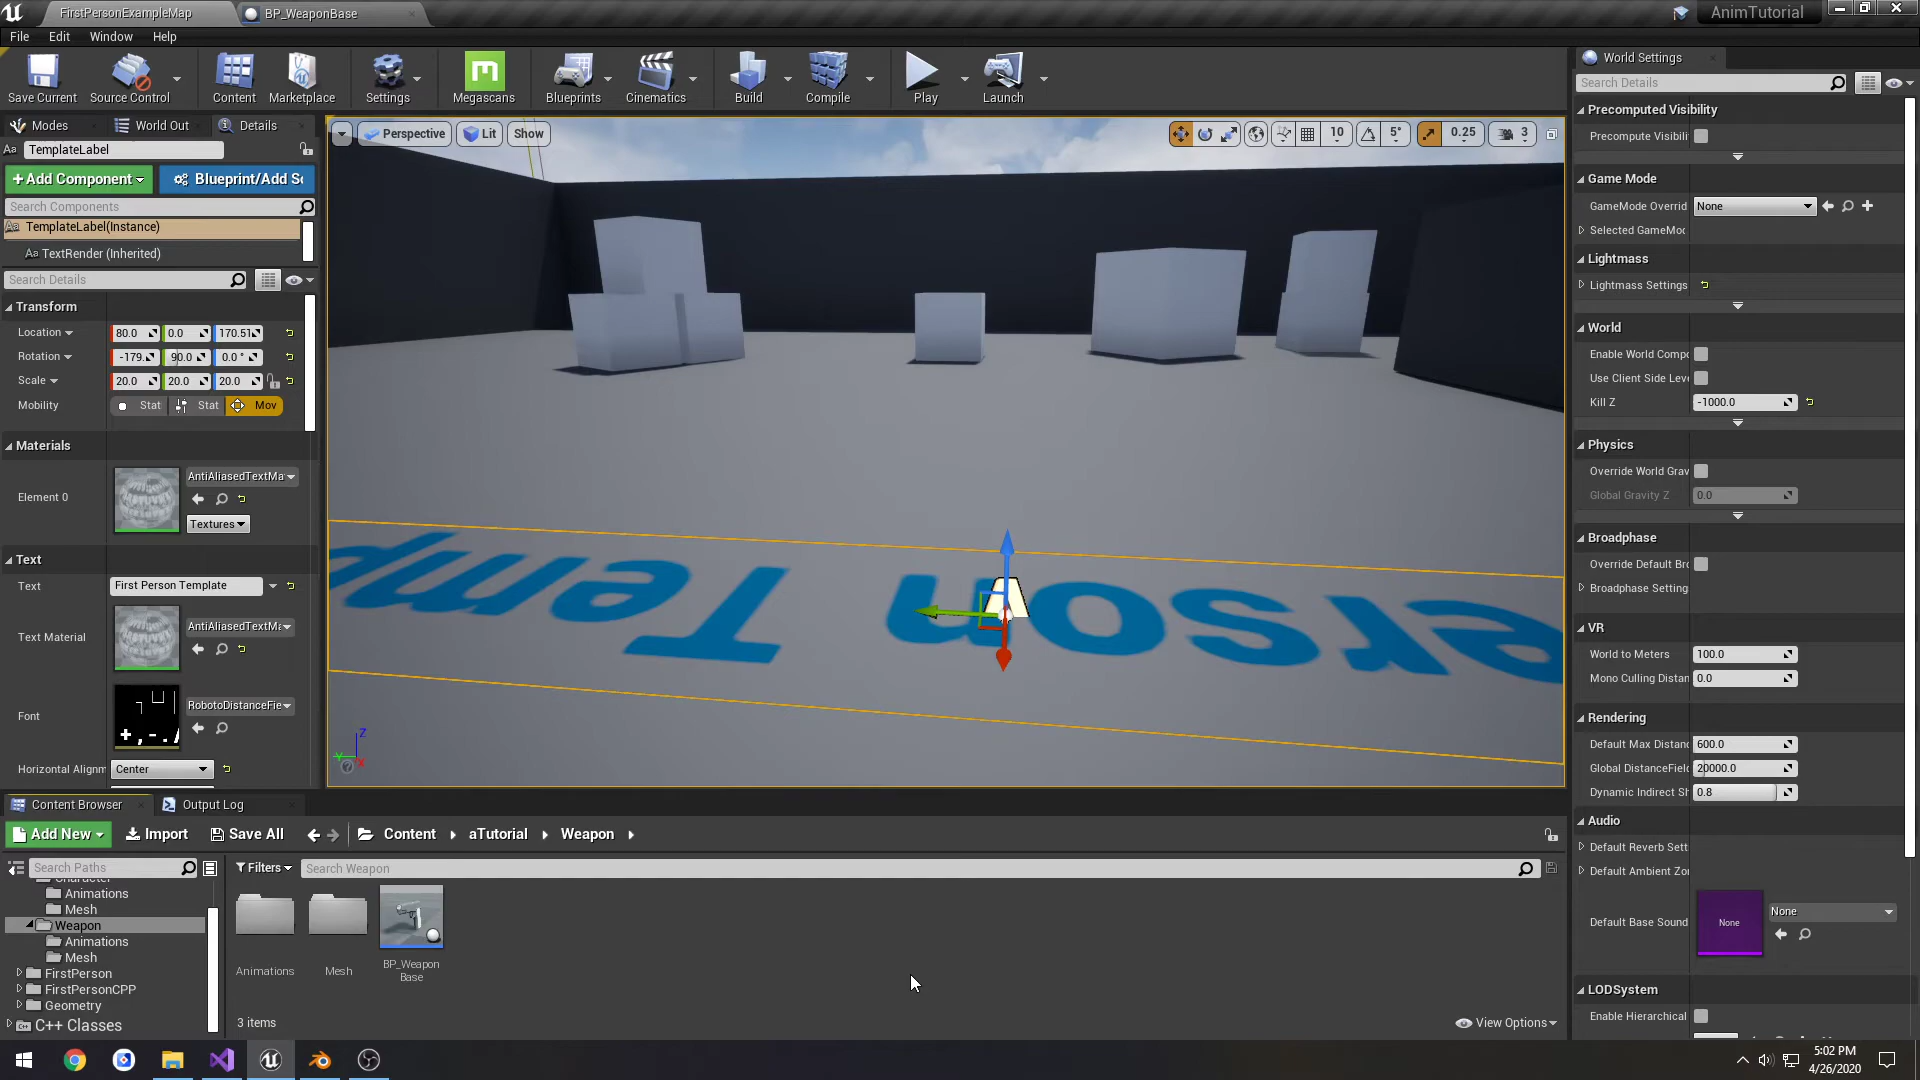 FirstPersonExampleMap
BP_WeaponBase
AnimTutorial
File
Edit
Window
Help
Save Current
Source Control
Content
Marketplace
Settings
Megascans
Blueprints
Cinematics
Build
Compile
Play
Launch
Modes
World Out
Details
TemplateLabel
+Add Component
Blueprint/Add Sc
Search Components
TemplateLabel(Instance)
TextRender (Inherited)
Search Details
Transform
Location
80.0
0.0
170.51
Rotation
-179.
90.0
0.0 °
Scale
20.0
20.0
20.0
Mobility
Stat
Stat
Mov
Materials
Element 0
AntiAliasedTextMa
Textures
Text
Text
First Person Template
Text Material
AntiAliasedTextMa
Font
RobotoDistanceFie
Horizontal Alignm
Center
Perspective
Lit
Show
10
5°
0.25
3
erson Temp
Z
Y
X
World Settings
Search Details
Precomputed Visibility
Precompute Visibili
Game Mode
GameMode Overrid
None
Selected GameMoc
Lightmass
Lightmass Settings
World
Enable World Compo
Use Client Side Leve
Kill Z
-1000.0
Physics
Override World Grav
Global Gravity Z
0.0
Broadphase
Override Default Bro
Broadphase Setting
VR
World to Meters
100.0
Mono Culling Distan
0.0
Rendering
Default Max Distanc
600.0
Global DistanceField
20000.0
Dynamic Indirect Sh
0.8
Audio
Default Reverb Sett
Default Ambient Zo
Default Base Sound
None
None
LODSystem
Enable Hierarchical
Content Browser
Output Log
Add New
Import
Save All
Content
aTutorial
Weapon
Search Paths
Filters
Search Weapon
Animations
Mesh
Weapon
Animations
Mesh
FirstPerson
FirstPersonCPP
Geometry
C++ Classes
Animations
Mesh
BP_Weapon
Base
3 items
View Options
5:02 PM
4/26/2020